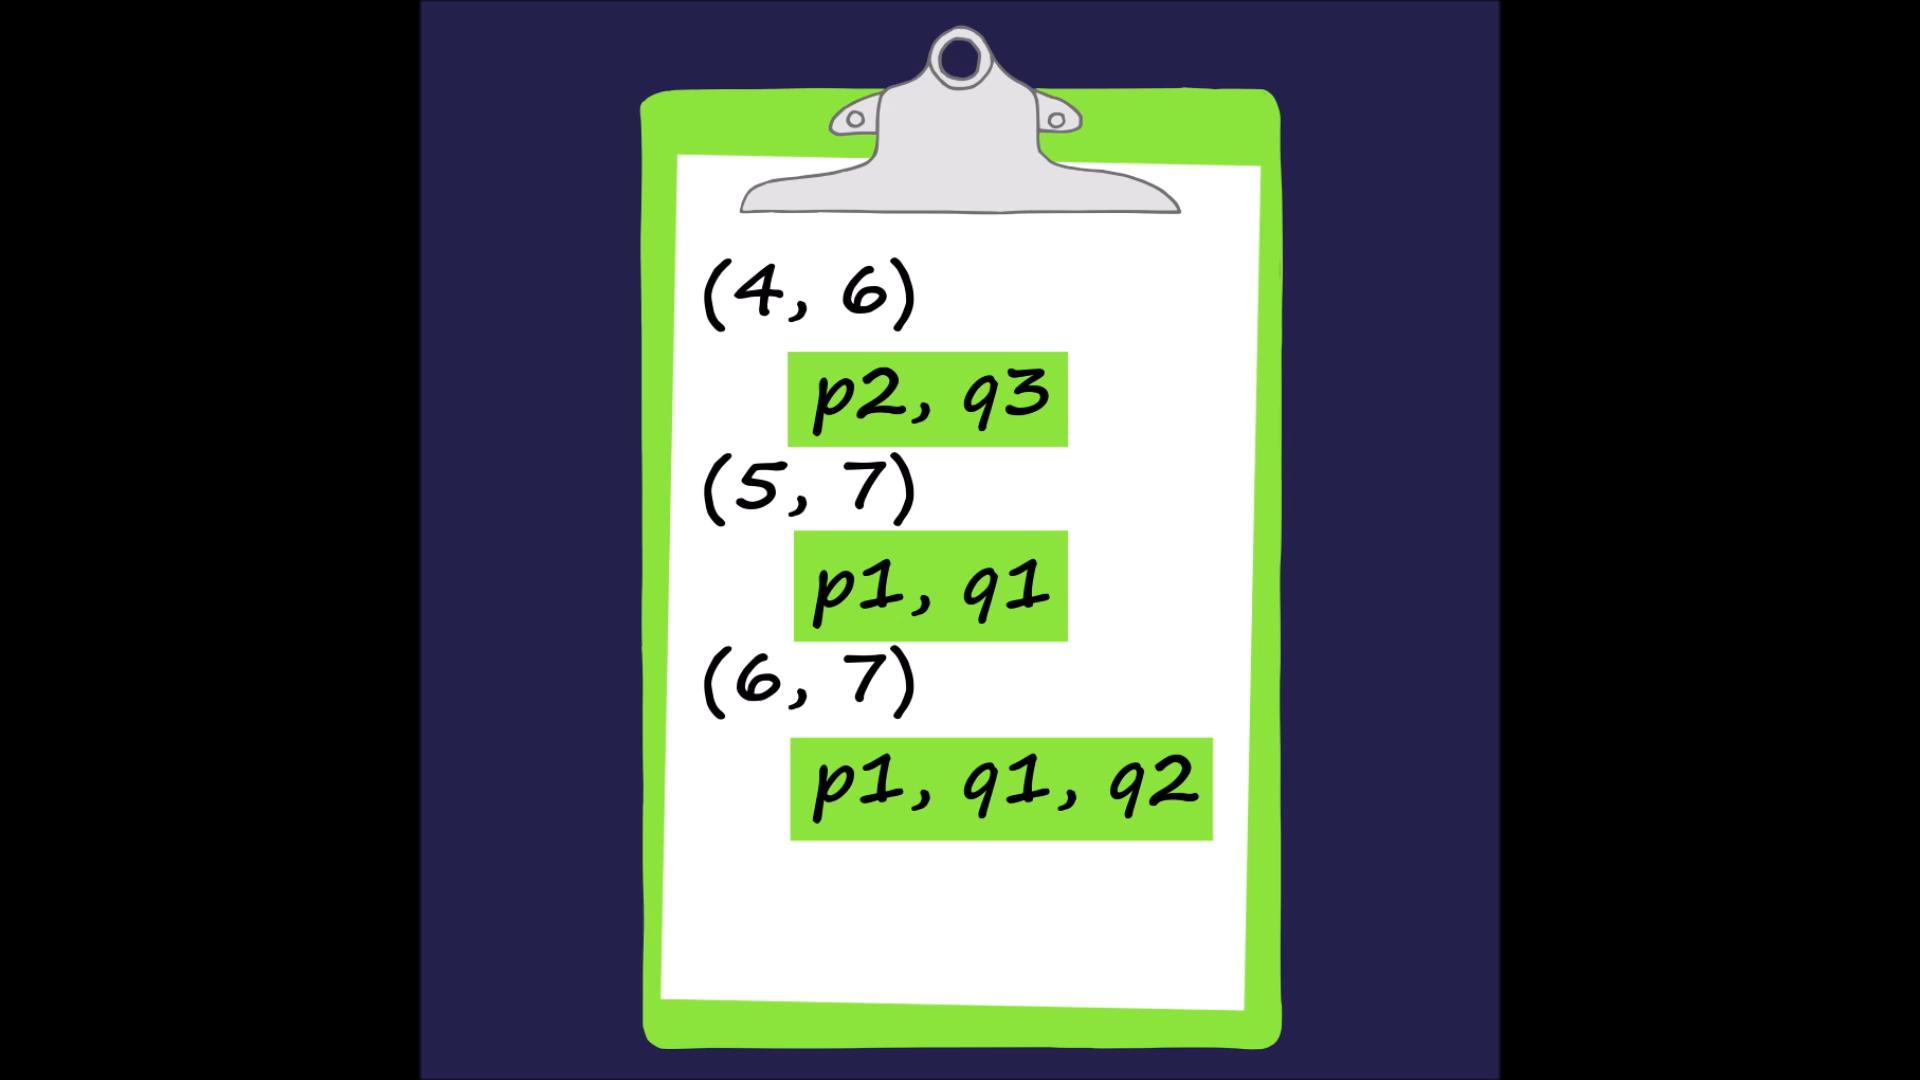 (4, 6)
p2, q3
(5, 7)
p1, q1
(6, 7)
p1, q1, q2